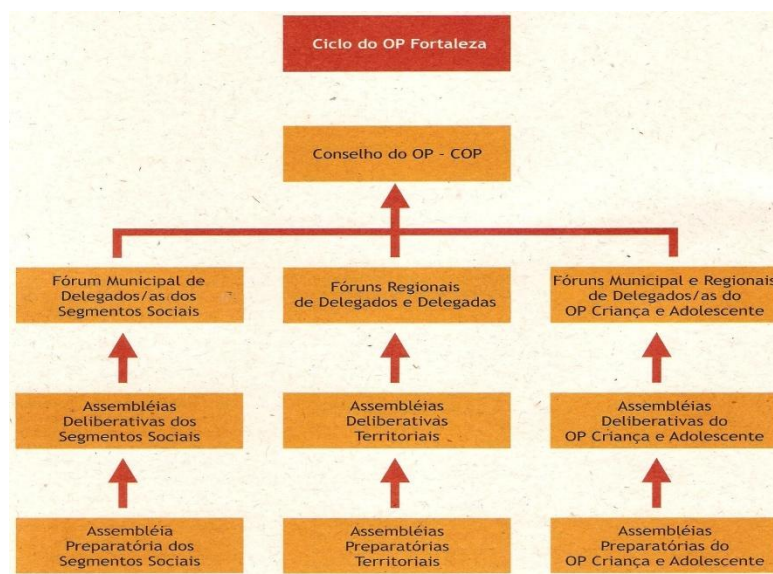 Ciclo do OP Fortaleza
Conselho do OP - COP
Fórum Municipal de
Delegados/as dos
Segmentos Sociais
Fóruns Regionais
de Delegados e Delegadas
Fóruns Municipal e Regionais
de Delegados/as do
OP Criança e Adolescente
Assembléias
Deliberativas dos
Segmentos Sociais
Assembléias
Deliberativas
Territoriais
Assembléias
Deliberativas do
OP Criança e Adolescente
Assembléia
Preparatória dos
Segmentos Sociais
Assembléias
Preparatórias
Territoriais
Assembléias
Preparatórias do
OP Criança e Adolescente